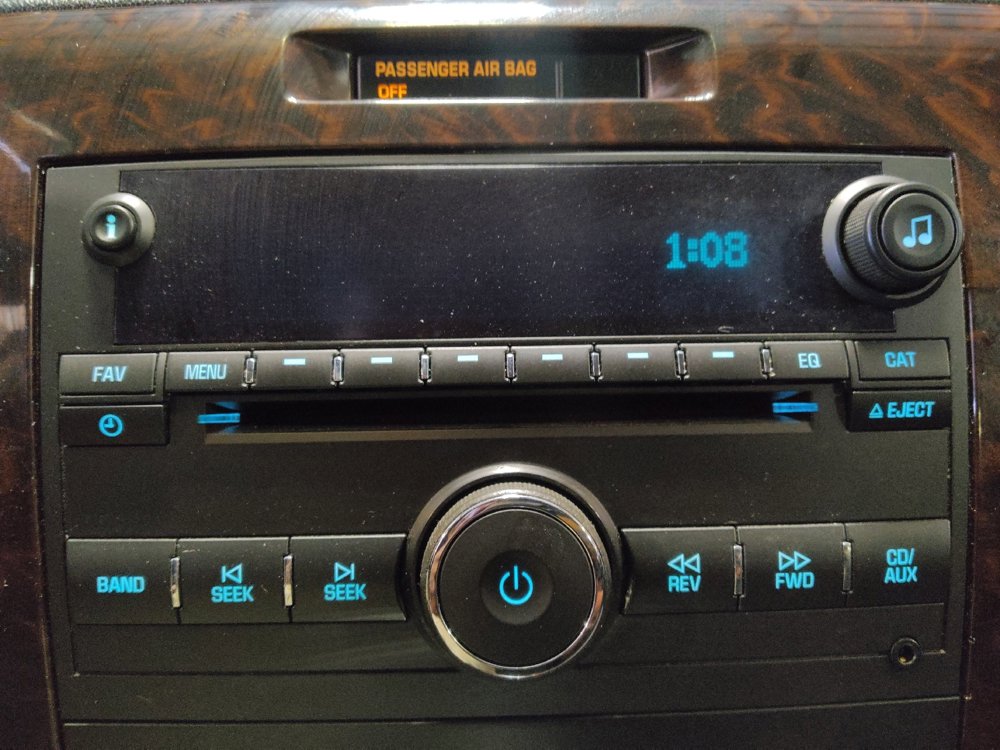 PASSENGER AIR BAG
OFF
i
1:08
FAV
MENU
EQ
CAT
EJECT
BAND
SEEK
SEEK
REV
FWD
CD/
AUX